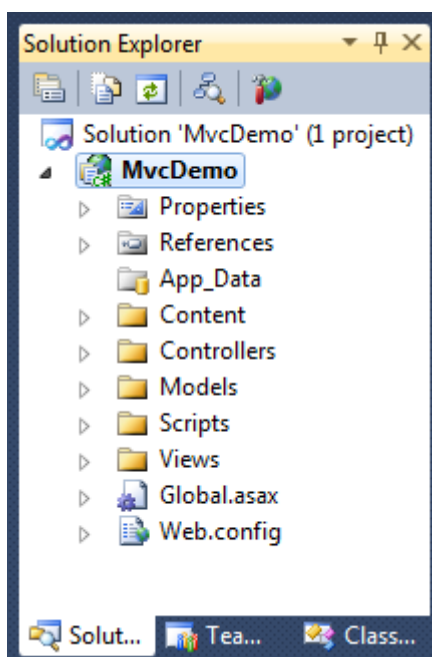 Solution Explorer
Solution 'MvcDemo' (1 project)
MvcDemo
Properties
References
App_Data
Content
Controllers
Models
Scripts
Views
Global.asax
Web.config
Solut... Tea... Class...